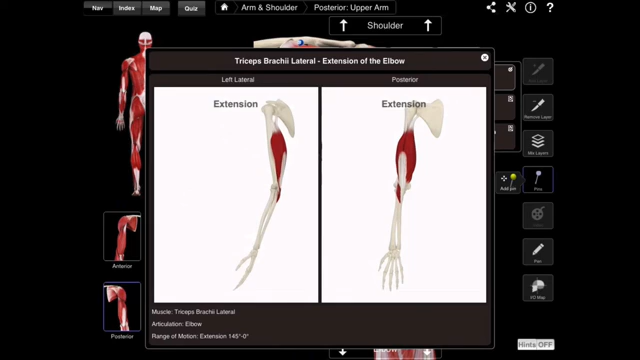 Nav
Index
Map
Quiz
Arm & Shoulder
Posterior: Upper Arm
Shoulder
Triceps Brachii Lateral - Extension of the Elbow
Left Lateral
Posterior
Extension
Extension
Remove Layer
Mix Layers
Add pin
Pins
Pen
Anterior
Posterior
Muscle: Triceps Brachii Lateral
Articulation: Elbow
Range of Motion: Extension 145°-0°
Elbow
Hints OFF